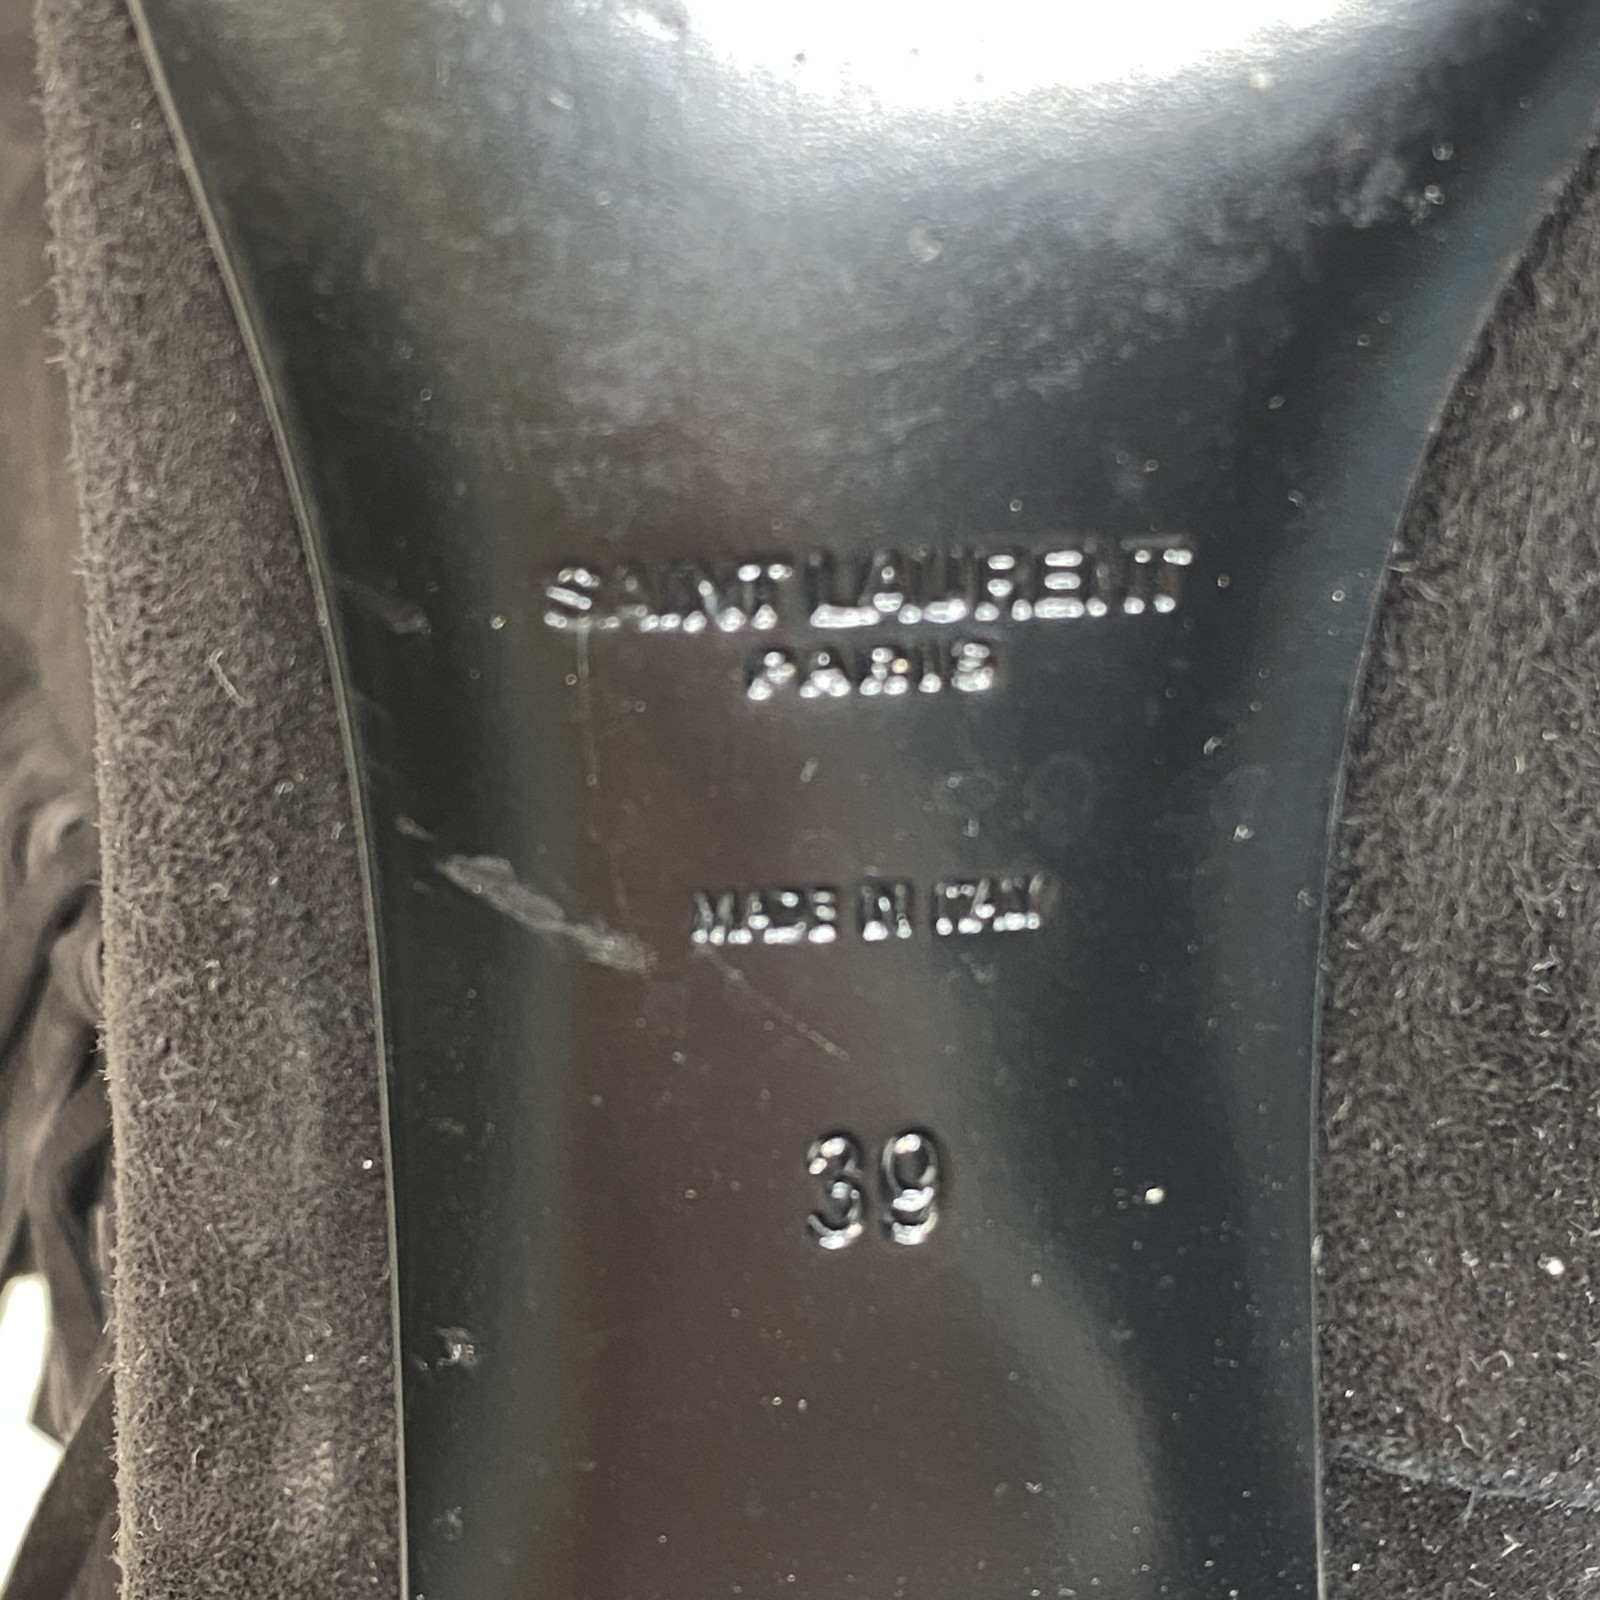 SAINT LAURENT
PARIS
MADE IN ITALY
39